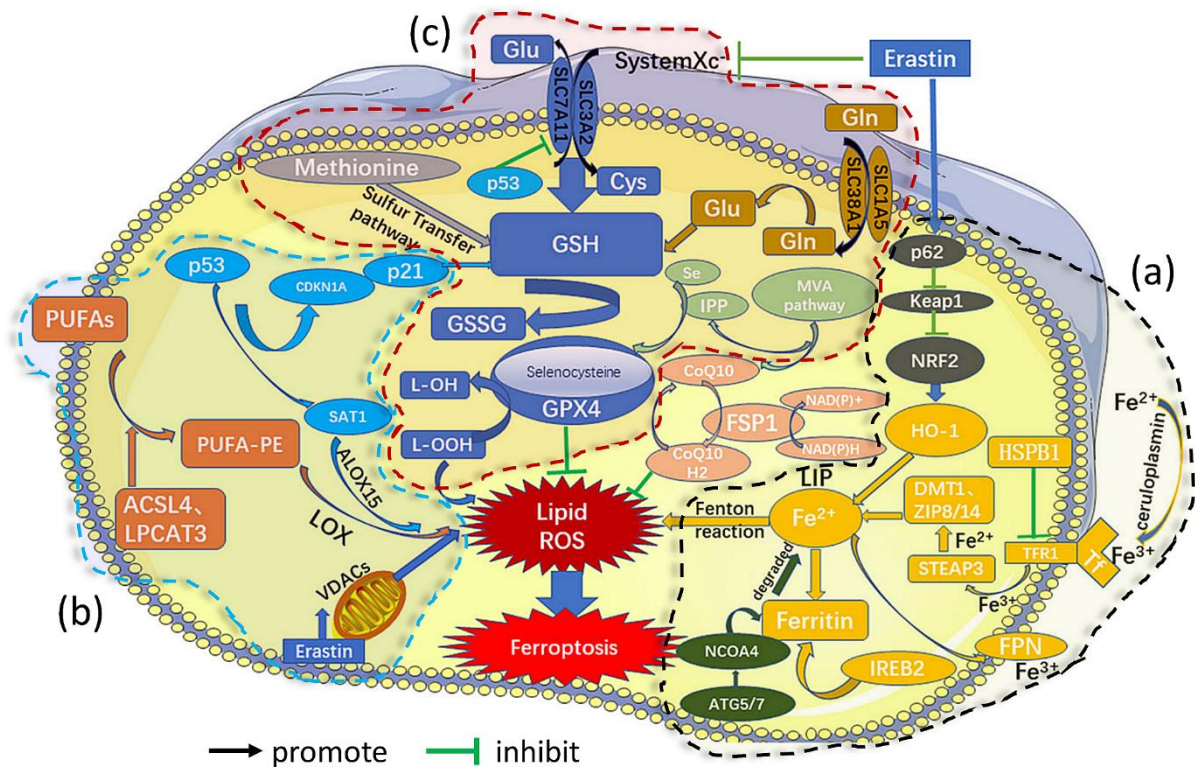 (c)
Glu
SystemXc-
Erastin
SLC7A11
SLC3A2
Gln
Methionine
p53
Cys
SLC38A1
SLC1A5
Sulfur Transfer
pathway
GSH
Glu
Gln
p62
(a)
p53
CDKN1A
p21
Se
IPP
MVA
pathway
Keap1
PUFAs
GSSG
NRF2
Selenocysteine
GPX4
L-OH
L-OOH
CoQ10
FSP1
NAD(P)+
NAD(P)H
CoQ10
H2
Fe2+
ceruloplasmin
Fe3+
HO-1
HSPB1
SAT1
PUFA-PE
ALOX15
LOX
ACSL4、
LPCAT3
Lipid
ROS
Fenton
reaction
LIP
Fe2+
DMT1、
ZIP8/14
Fe2+
STEAP3
TFR1
Tf
Fe3+
(b)
VDACs
Erastin
degraded
Ferritin
Ferroptosis
NCOA4
ATG5/7
IREB2
FPN
Fe3+
promote
inhibit